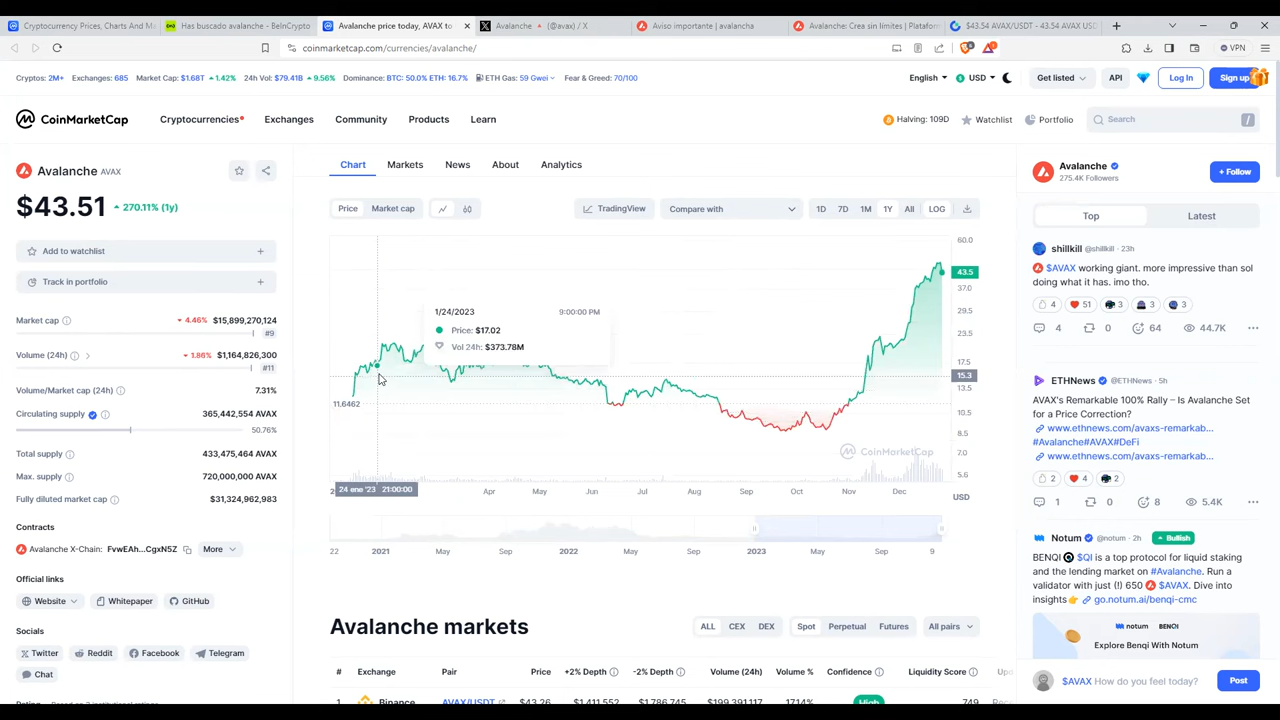 Cryptocurrency Prices, Charts And Ma
Has buscado avalanche - BeInCrypto
Avalanche price today, AVAX to
Avalanche 🔺 (@avax) / X
Aviso importante | avalancha
Avalanche: Crea sin límites | Plataform
$43.54 AVAX/USDT - 43.54 AVAX USD
coinmarketcap.com/currencies/avalanche/
VPN
Cryptos: 2M+ Exchanges: 685 Market Cap: $1.68T 1.42% 24h Vol: $79.41B 9.56% Dominance: BTC: 50.0% ETH: 16.7% ETH Gas: 59 Gwei Fear & Greed: 70/100
English USD Get listed API Log In Sign up
CoinMarketCap
Cryptocurrencies Exchanges Community Products Learn
Halving: 109D Watchlist Portfolio Search /
Avalanche AVAX
$43.51 270.11% (1y)
Add to watchlist +
Track in portfolio +
Market cap 4.46% $15,899,270,124
#9
Volume (24h) 1.86% $1,164,826,300
#11
Volume/Market cap (24h) 7.31%
Circulating supply 365,442,554 AVAX
50.76%
Total supply 433,475,464 AVAX
Max. supply 720,000,000 AVAX
Fully diluted market cap $31,324,962,983
Contracts
Avalanche X-Chain: FvwEAh...CgxN5Z More
Official links
Website Whitepaper GitHub
Socials
Twitter Reddit Facebook Telegram
Chat
Chart Markets News About Analytics
Price Market cap TradingView Compare with 1D 7D 1M 1Y All LOG
60.0
43.5
37.0
29.5
23.5
17.5
15.3
13.5
10.5
8.5
7.0
5.6
USD
1/24/2023 9:00:00 PM
Price: $17.02
Vol 24h: $373.78M
11.6462
CoinMarketCap
24 ene '23 21:00:00
Apr May Jun Jul Aug Sep Oct Nov Dec
22 2021 May Sep 2022 May Sep 2023 May Sep 9
Avalanche markets
ALL CEX DEX Spot Perpetual Futures All pairs
# Exchange Pair Price +2% Depth -2% Depth Volume (24h) Volume % Confidence Liquidity Score
1 Binance AVAX/USDT $43.26 $1,411,552 $1,786,745 $199,391,117 17.14% High 749
Avalanche
275.4K Followers
+ Follow
Top Latest
shillkill @shillkill · 23h
$AVAX working giant. more impressive than sol
doing what it has. imo tho.
4 51 3 3 3
4 0 64 44.7K
ETHNews @ETHNews · 5h
AVAX's Remarkable 100% Rally – Is Avalanche Set
for a Price Correction?
www.ethnews.com/avaxs-remarkab...
#Avalanche#AVAX#DeFi
www.ethnews.com/avaxs-remarkab...
2 4 2
1 0 8 5.4K
Notum @notum · 2h Bullish
BENQI $QI is a top protocol for liquid staking
and the lending market on #Avalanche. Run a
validator with just (!) 650 $AVAX. Dive into
insights👉 go.notum.ai/benqi-cmc
notum BENQI
Explore Benqi With Notum
$AVAX How do you feel today? Post